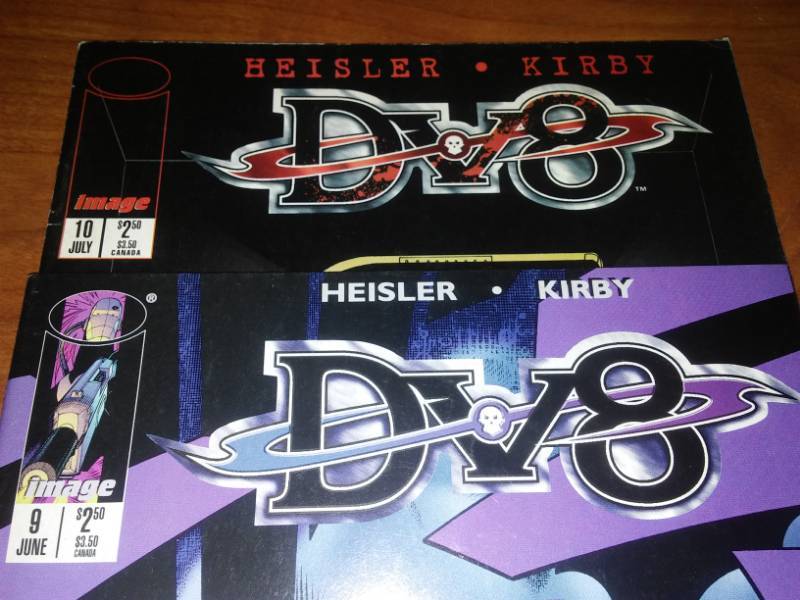 HEISLER • KIRBY
DV8
™
image
10 $2.50
JULY $3.50
CANADA
HEISLER • KIRBY
®
DV8
image
9 $2.50
JUNE $3.50
CANADA